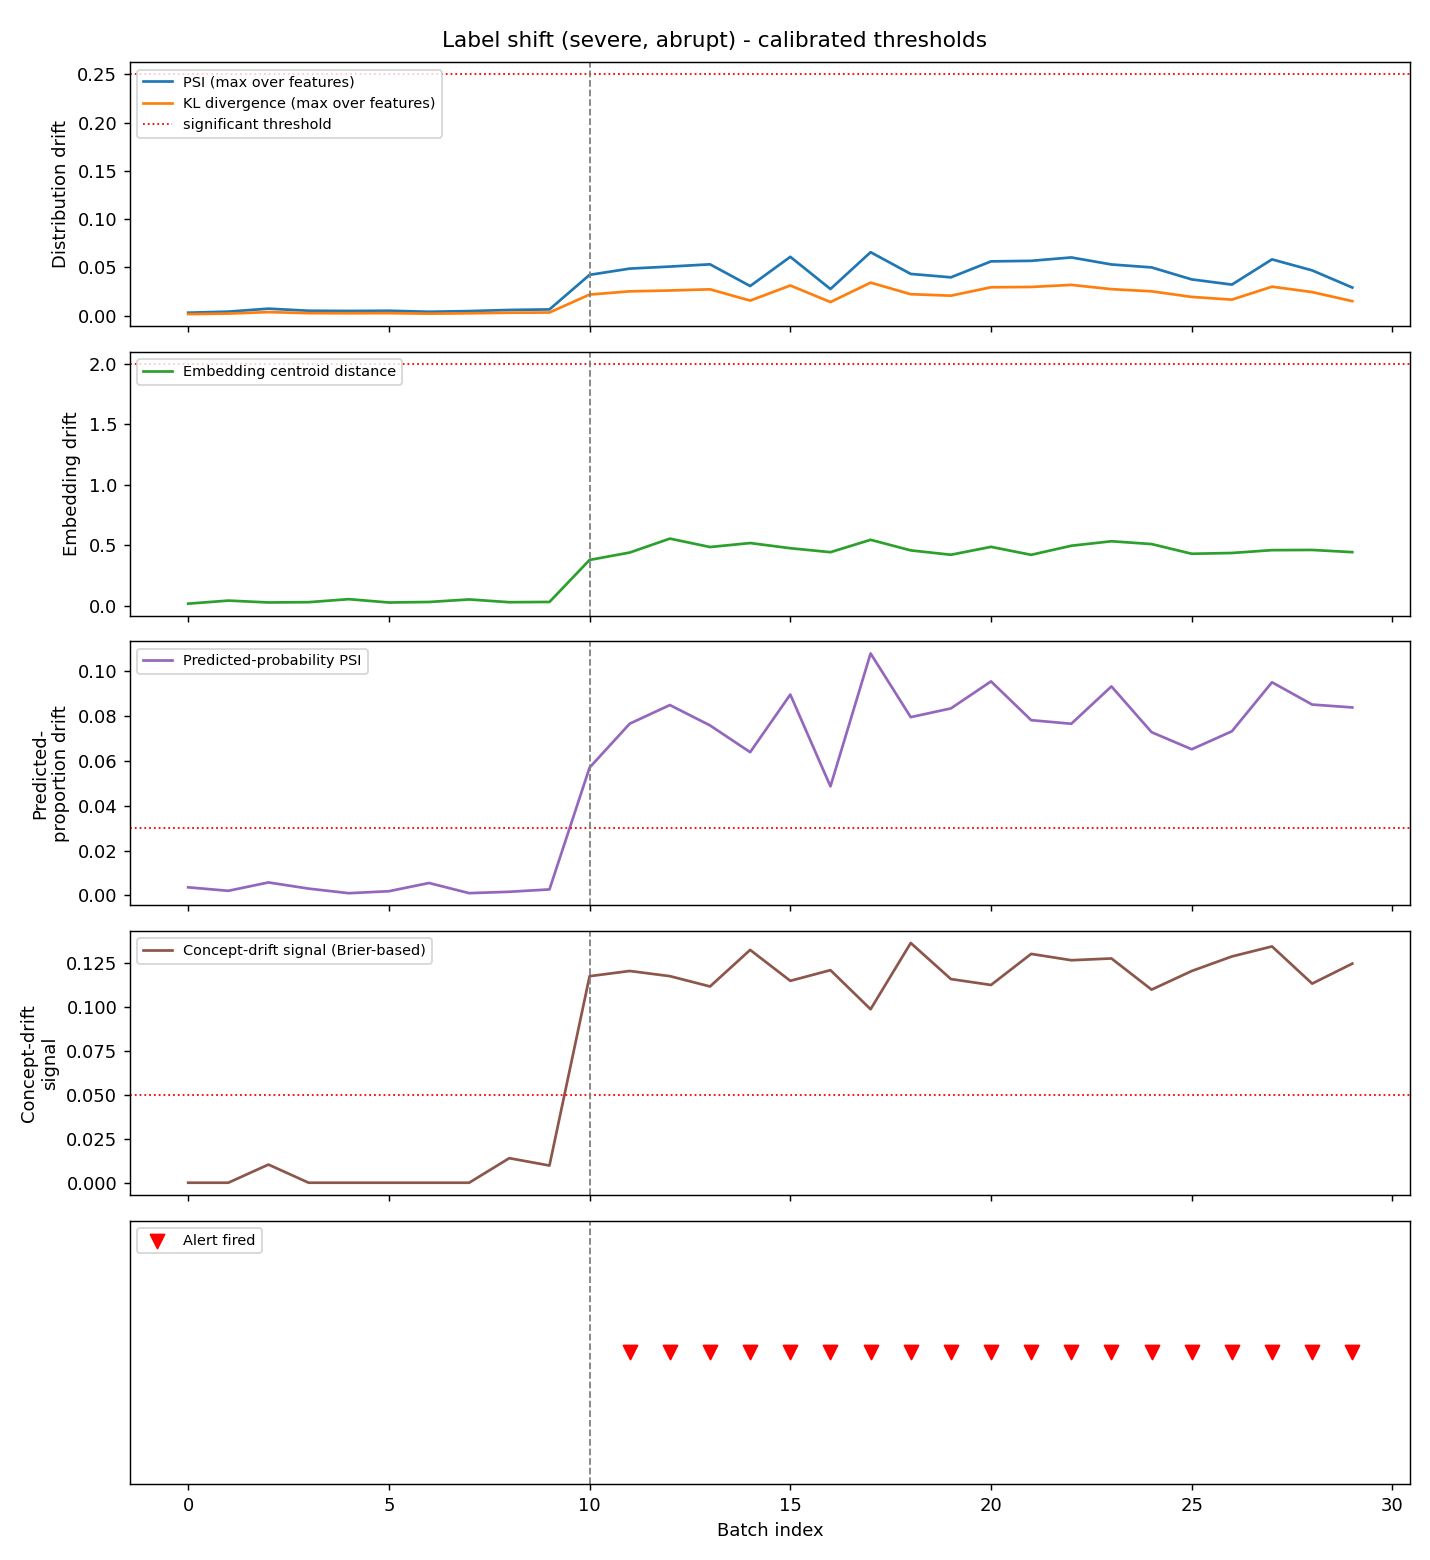 Label shift (severe, abrupt) - calibrated thresholds
PSI (max over features)
KL divergence (max over features)
significant threshold
Distribution drift
0.25
0.20
0.15
0.10
0.05
0.00
Embedding centroid distance
Embedding drift
2.0
1.5
1.0
0.5
0.0
Predicted-probability PSI
Predicted-
proportion drift
0.10
0.08
0.06
0.04
0.02
0.00
Concept-drift signal (Brier-based)
Concept-drift
signal
0.125
0.100
0.075
0.050
0.025
0.000
Alert fired
0 5 10 15 20 25 30
Batch index